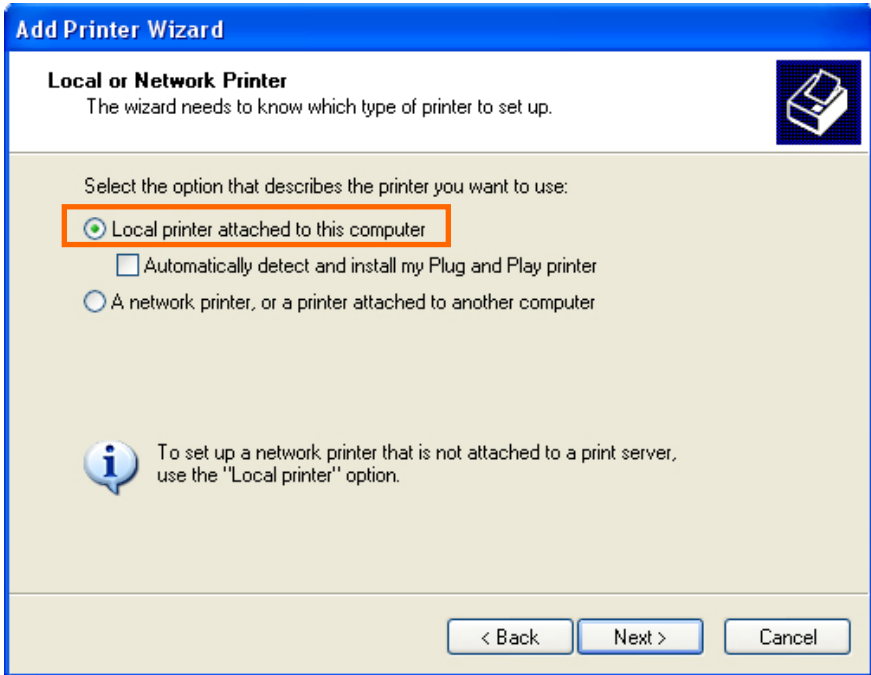 Add Printer Wizard
Local or Network Printer
The wizard needs to know which type of printer to set up.
Select the option that describes the printer you want to use:
Local printer attached to this computer
Automatically detect and install my Plug and Play printer
A network printer, or a printer attached to another computer
To set up a network printer that is not attached to a print server,
use the "Local printer" option.
< Back Next > Cancel